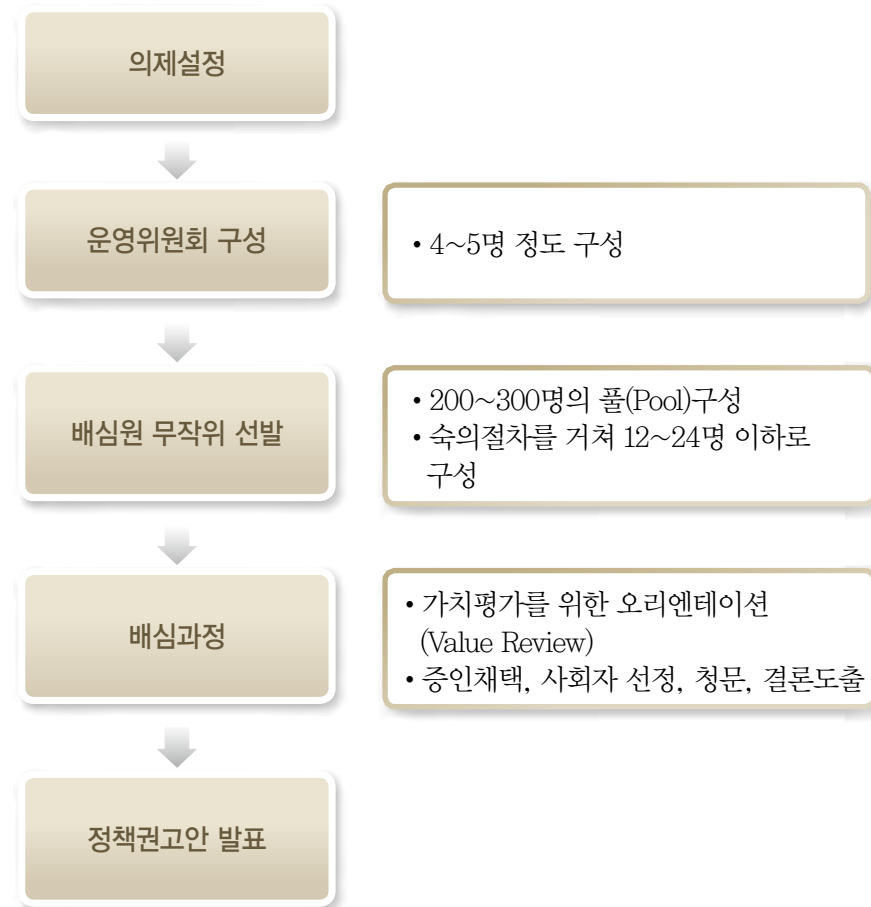 의제설정
운영위원회 구성
• 4~5명 정도 구성
배심원 무작위 선발
• 200~300명의 풀(Pool)구성
• 숙의절차를 거쳐 12~24명 이하로
구성
배심과정
• 가치평가를 위한 오리엔테이션
(Value Review)
• 증인채택, 사회자 선정, 청문, 결론도출
정책권고안 발표